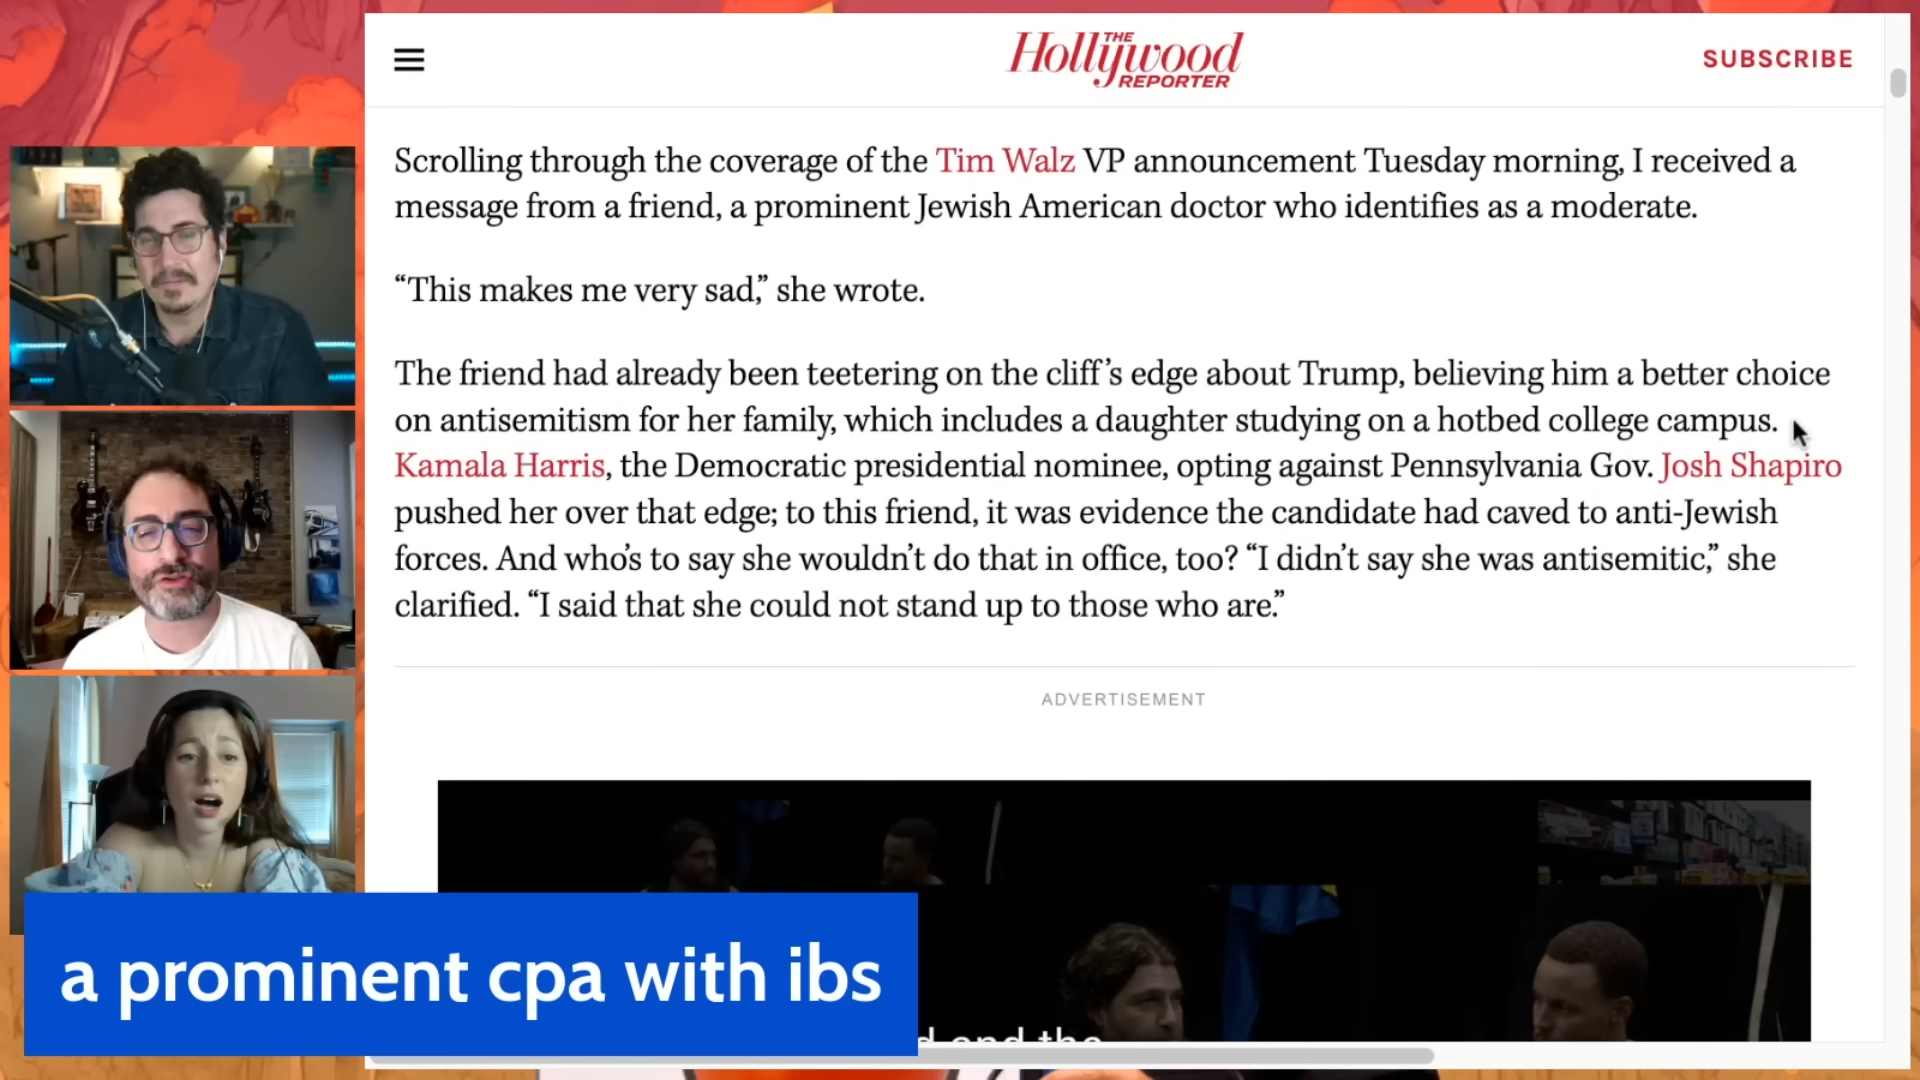 THE
Hollywood
REPORTER
SUBSCRIBE
Scrolling through the coverage of the Tim Walz VP announcement Tuesday morning, I received a
message from a friend, a prominent Jewish American doctor who identifies as a moderate.
“This makes me very sad,” she wrote.
The friend had already been teetering on the cliff’s edge about Trump, believing him a better choice
on antisemitism for her family, which includes a daughter studying on a hotbed college campus.
Kamala Harris, the Democratic presidential nominee, opting against Pennsylvania Gov. Josh Shapiro
pushed her over that edge; to this friend, it was evidence the candidate had caved to anti-Jewish
forces. And who’s to say she wouldn’t do that in office, too? “I didn’t say she was antisemitic,” she
clarified. “I said that she could not stand up to those who are.”
ADVERTISEMENT
a prominent cpa with ibs
and the